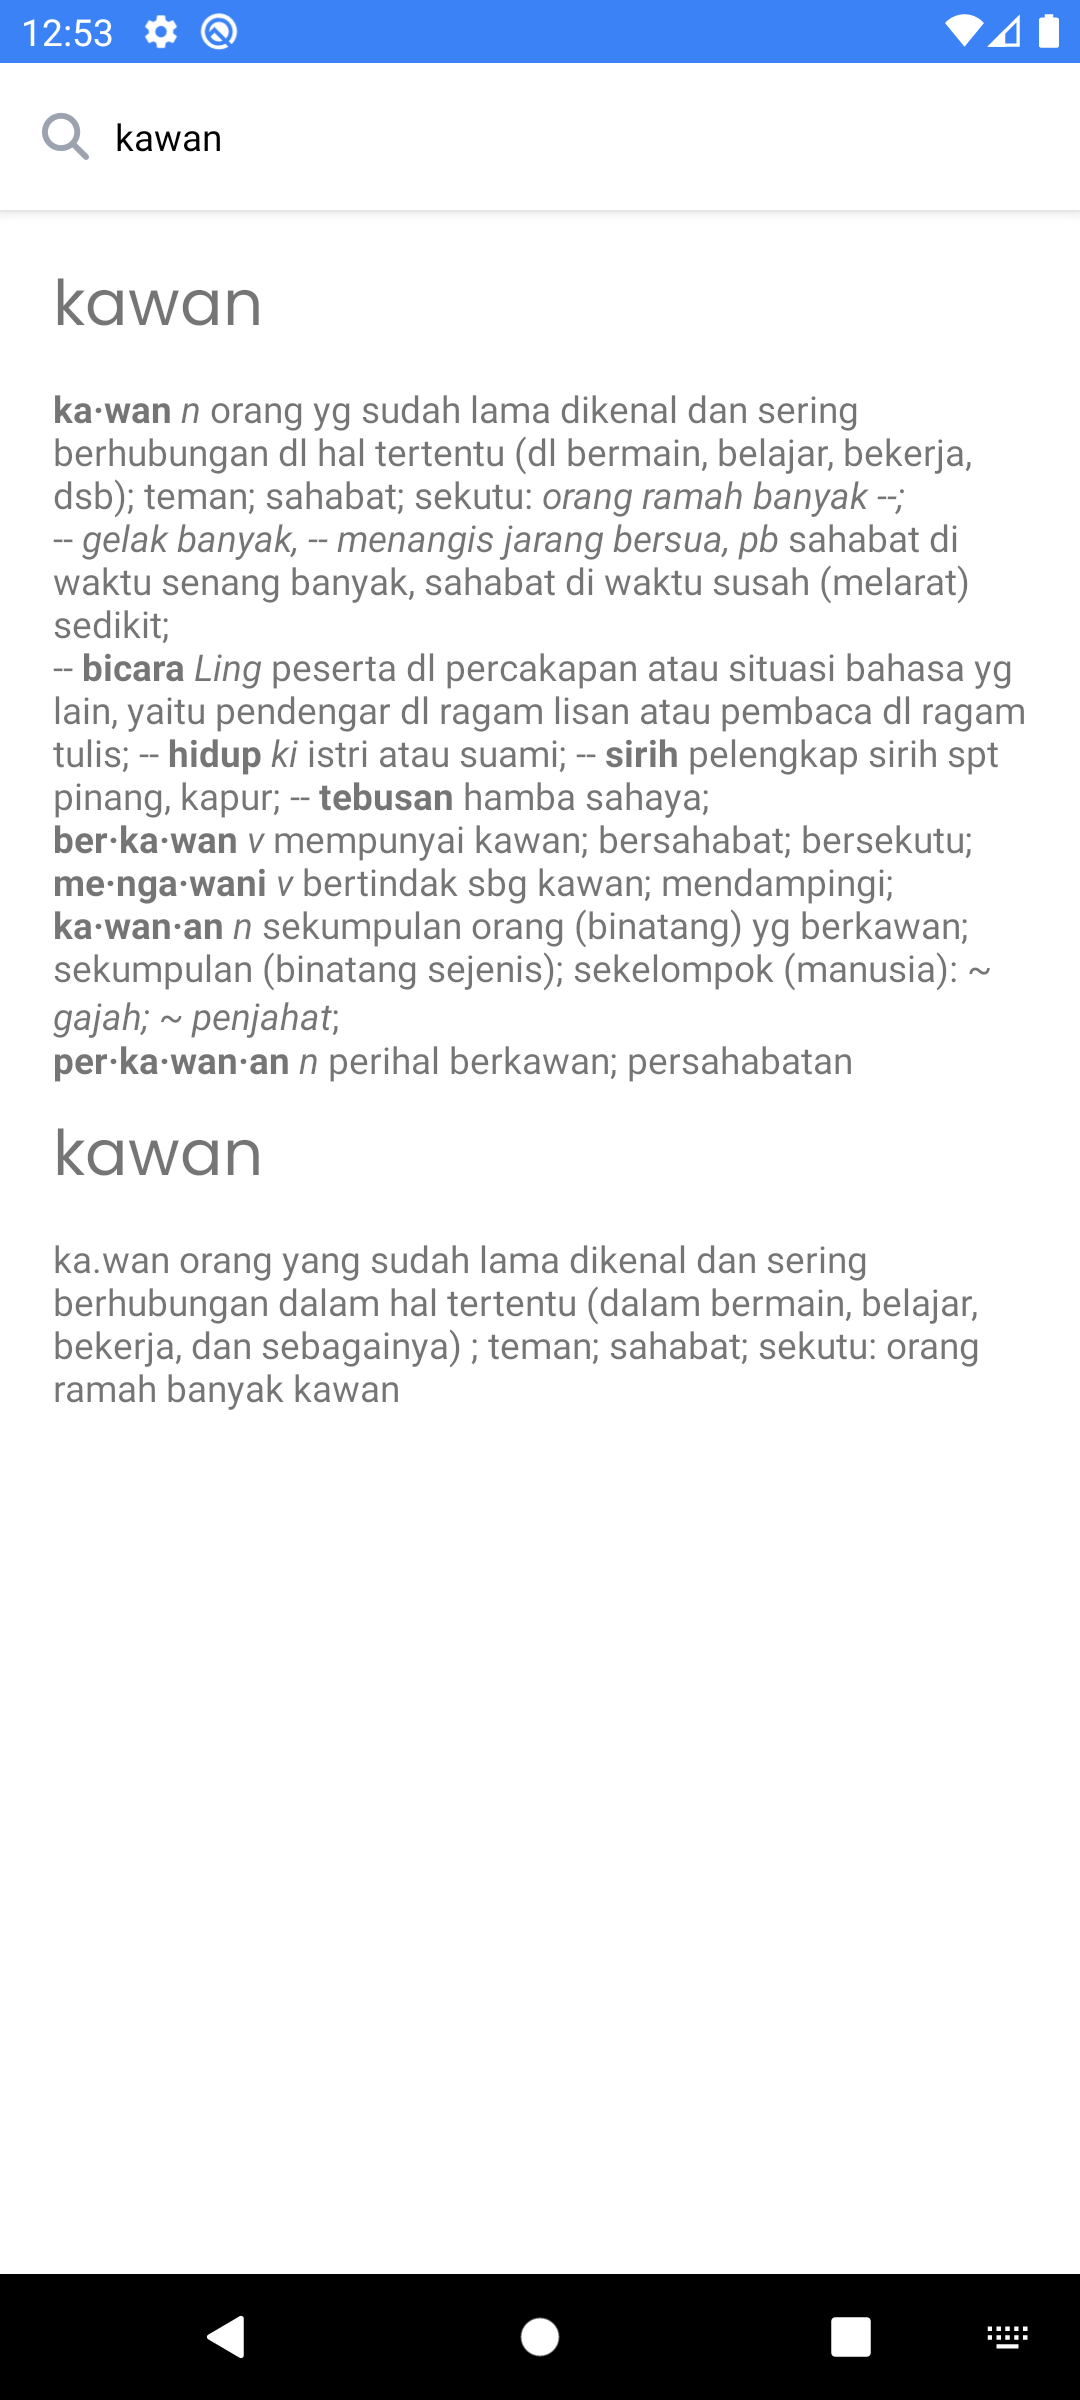 12:53
kawan
kawan
ka·wan n orang yg sudah lama dikenal dan sering
berhubungan dl hal tertentu (dl bermain, belajar, bekerja,
dsb); teman; sahabat; sekutu: orang ramah banyak --;
-- gelak banyak, -- menangis jarang bersua, pb sahabat di
waktu senang banyak, sahabat di waktu susah (melarat)
sedikit;
-- bicara Ling peserta dl percakapan atau situasi bahasa yg
lain, yaitu pendengar dl ragam lisan atau pembaca dl ragam
tulis; -- hidup ki istri atau suami; -- sirih pelengkap sirih spt
pinang, kapur; -- tebusan hamba sahaya;
ber·ka·wan v mempunyai kawan; bersahabat; bersekutu;
me·nga·wani v bertindak sbg kawan; mendampingi;
ka·wan·an n sekumpulan orang (binatang) yg berkawan;
sekumpulan (binatang sejenis); sekelompok (manusia): ~
gajah; ~ penjahat;
per·ka·wan·an n perihal berkawan; persahabatan
kawan
ka.wan orang yang sudah lama dikenal dan sering
berhubungan dalam hal tertentu (dalam bermain, belajar,
bekerja, dan sebagainya) ; teman; sahabat; sekutu: orang
ramah banyak kawan